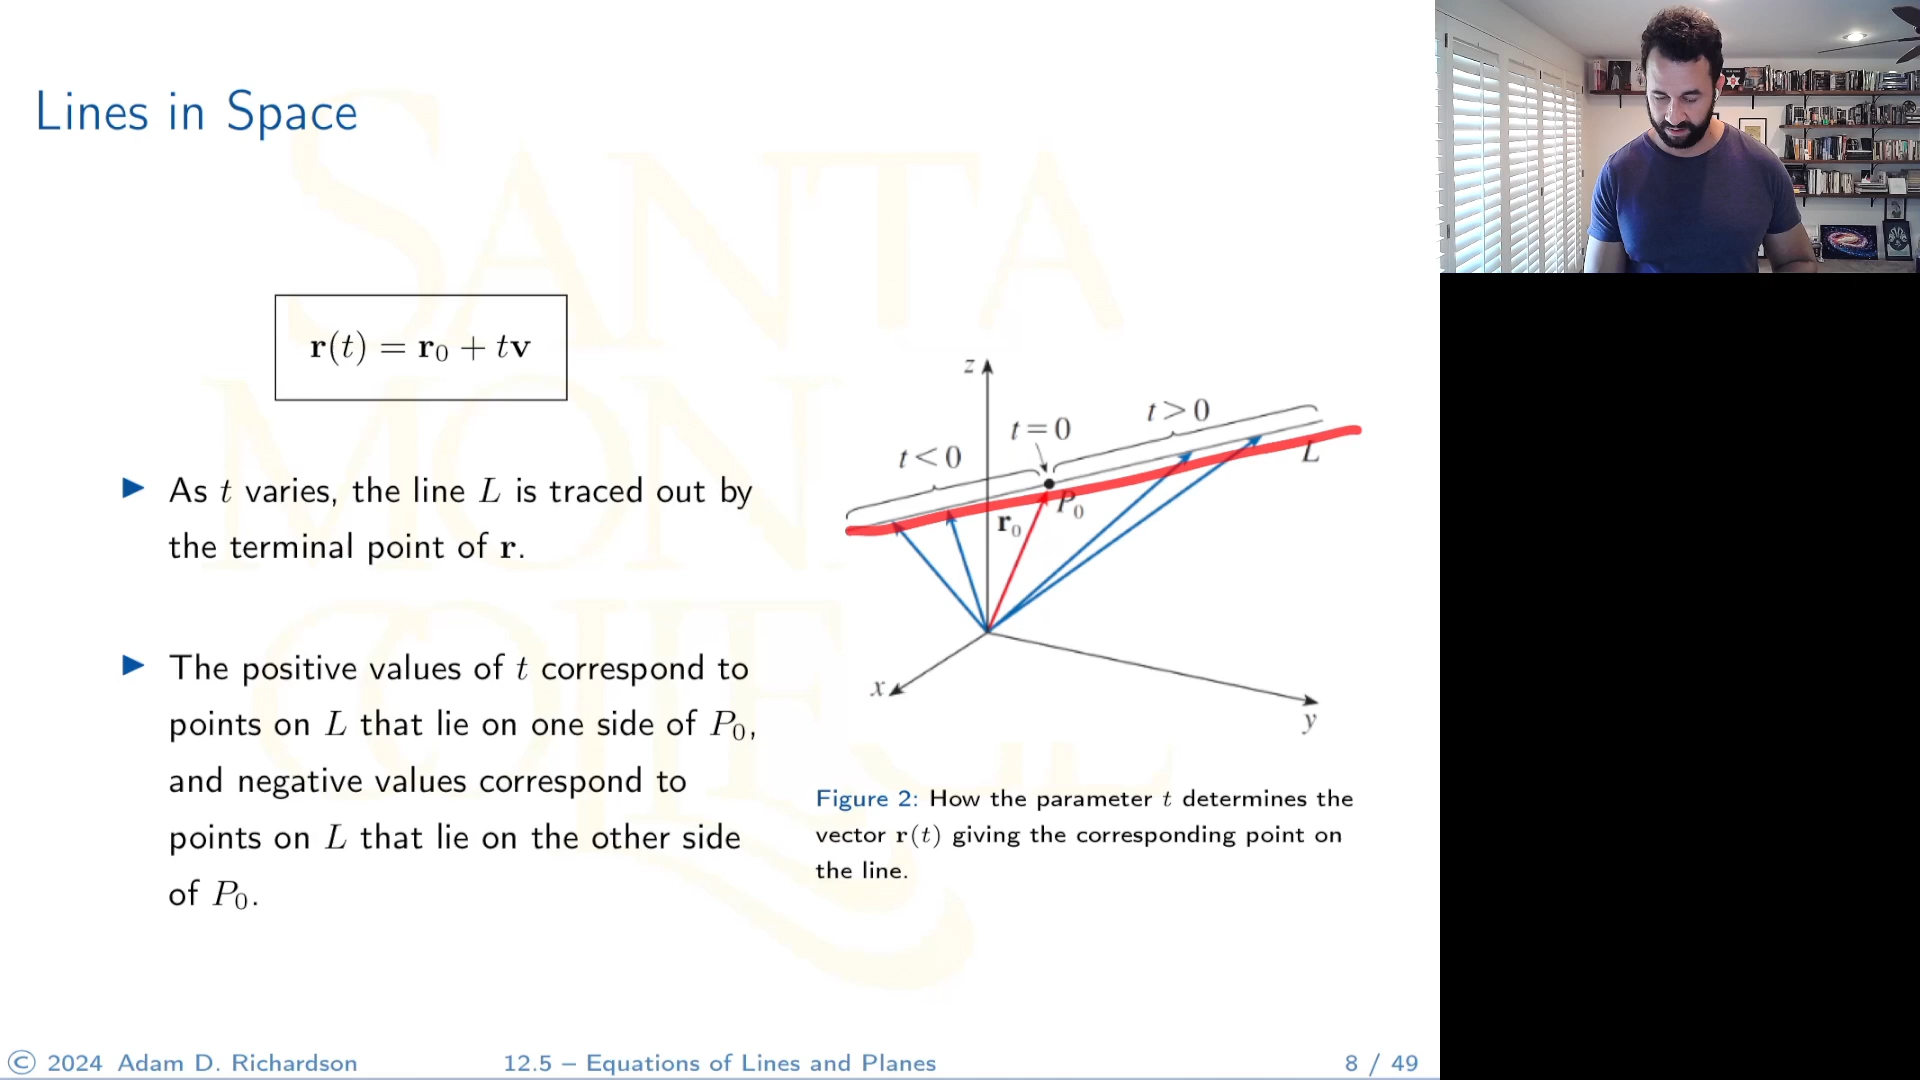 Lines in Space
SANTA
MONICA
COLLEGE
r(t) = r₀ + tv
▶ As t varies, the line L is traced out by
the terminal point of r.
▶ The positive values of t correspond to
points on L that lie on one side of P₀,
and negative values correspond to
points on L that lie on the other side
of P₀.
z
t > 0
t = 0
t < 0
L
P₀
r₀
x
y
Figure 2: How the parameter t determines the
vector r(t) giving the corresponding point on
the line.
© 2024 Adam D. Richardson
12.5 – Equations of Lines and Planes
8 / 49